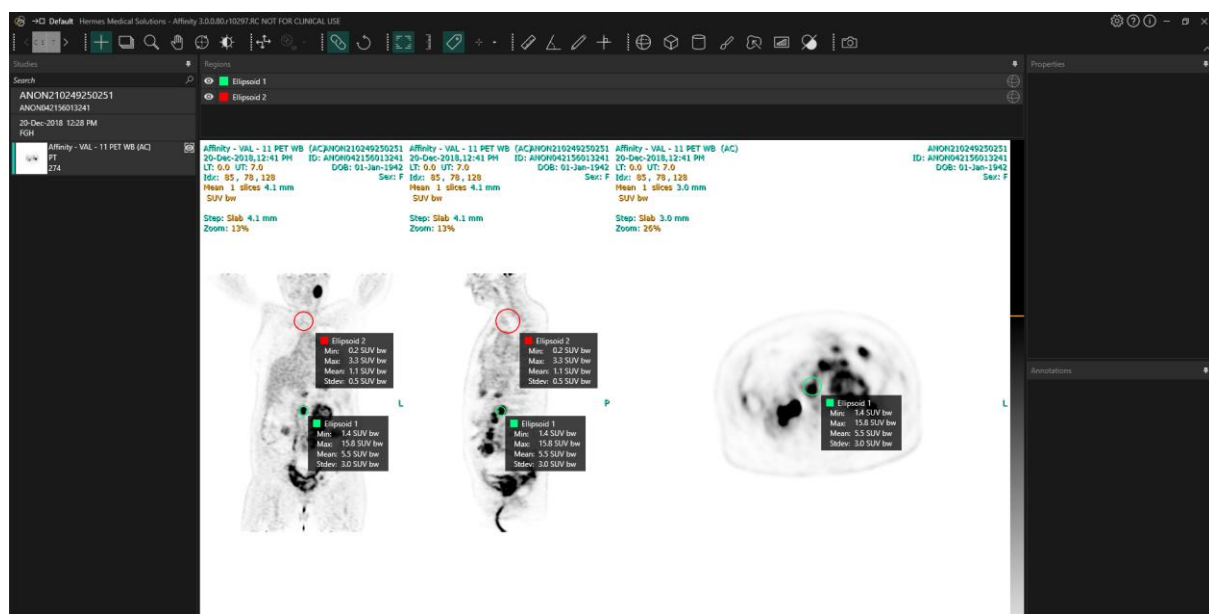 Default Hermes Medical Solutions - Affinity 3.0.0.80.r10297.RC NOT FOR CLINICAL USE
Studies
Search
ANON210249250251
ANON042156013241
20-Dec-2018 12:28 PM
FGH
Affinity - VAL - 11 PET WB (AC)
PT
274
Regions
Ellipsoid 1
Ellipsoid 2
Affinity - VAL - 11 PET WB (AC)ANON210249250251
20-Dec-2018,12:41 PM ID: ANON042156013241
LT: 0.0 UT: 7.0 DOB: 01-Jan-1942
Idx: 85, 78, 128 Sex: F
Mean 1 slices 4.1 mm
SUV bw
Step: Slab 4.1 mm
Zoom: 13%
Ellipsoid 2
Min: 0.2 SUV bw
Max: 3.3 SUV bw
Mean: 1.1 SUV bw
Stdev: 0.5 SUV bw
L
Ellipsoid 1
Min: 1.4 SUV bw
Max: 15.8 SUV bw
Mean: 5.5 SUV bw
Stdev: 3.0 SUV bw
Affinity - VAL - 11 PET WB (AC)ANON210249250251
20-Dec-2018,12:41 PM ID: ANON042156013241
LT: 0.0 UT: 7.0 DOB: 01-Jan-1942
Idx: 85, 78, 128 Sex: F
Mean 1 slices 4.1 mm
SUV bw
Step: Slab 4.1 mm
Zoom: 13%
Ellipsoid 2
Min: 0.2 SUV bw
Max: 3.3 SUV bw
Mean: 1.1 SUV bw
Stdev: 0.5 SUV bw
P
Ellipsoid 1
Min: 1.4 SUV bw
Max: 15.8 SUV bw
Mean: 5.5 SUV bw
Stdev: 3.0 SUV bw
Affinity - VAL - 11 PET WB (AC) ANON210249250251
20-Dec-2018,12:41 PM ID: ANON042156013241
LT: 0.0 UT: 7.0 DOB: 01-Jan-1942
Idx: 85, 78, 128 Sex: F
Mean 1 slices 3.0 mm
SUV bw
Step: Slab 3.0 mm
Zoom: 26%
L
Ellipsoid 1
Min: 1.4 SUV bw
Max: 15.8 SUV bw
Mean: 5.5 SUV bw
Stdev: 3.0 SUV bw
Properties
Annotations